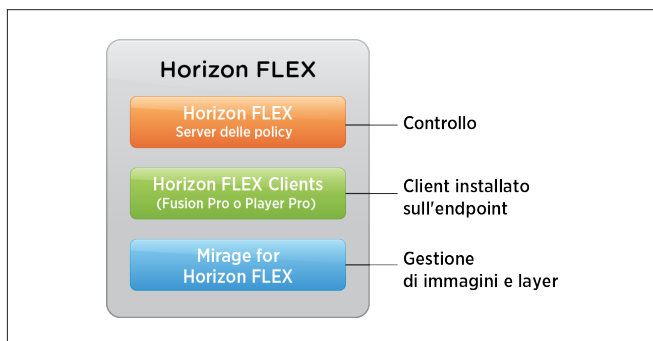 Horizon FLEX
Horizon FLEX
Server delle policy
Controllo
Horizon FLEX Clients
(Fusion Pro o Player Pro)
Client installato
sull'endpoint
Mirage for
Horizon FLEX
Gestione
di immagini e layer